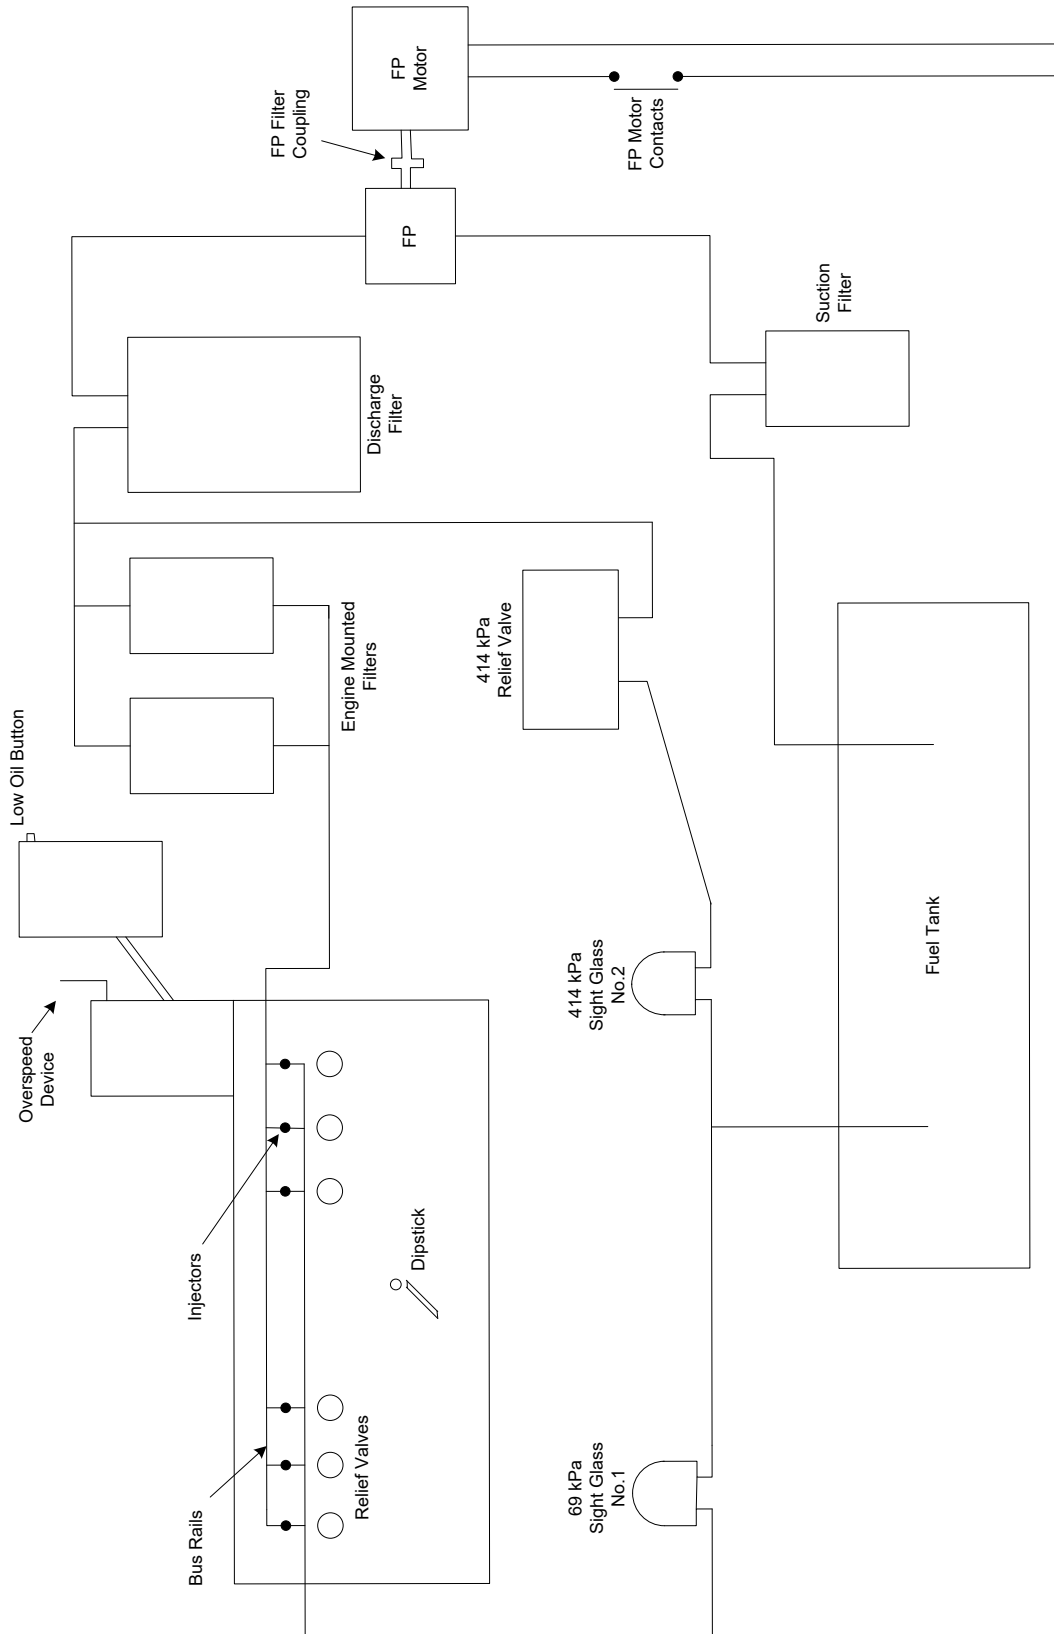 FP
Motor
FP Filter
Coupling
FP Motor
Contacts
FP
Suction
Filter
Discharge
Filter
Engine Mounted
Filters
414 kPa
Relief Valve
Low Oil Button
Overspeed
Device
414 kPa
Sight Glass
No.2
Fuel Tank
Injectors
Dipstick
Bus Rails
Relief Valves
69 kPa
Sight Glass
No.1